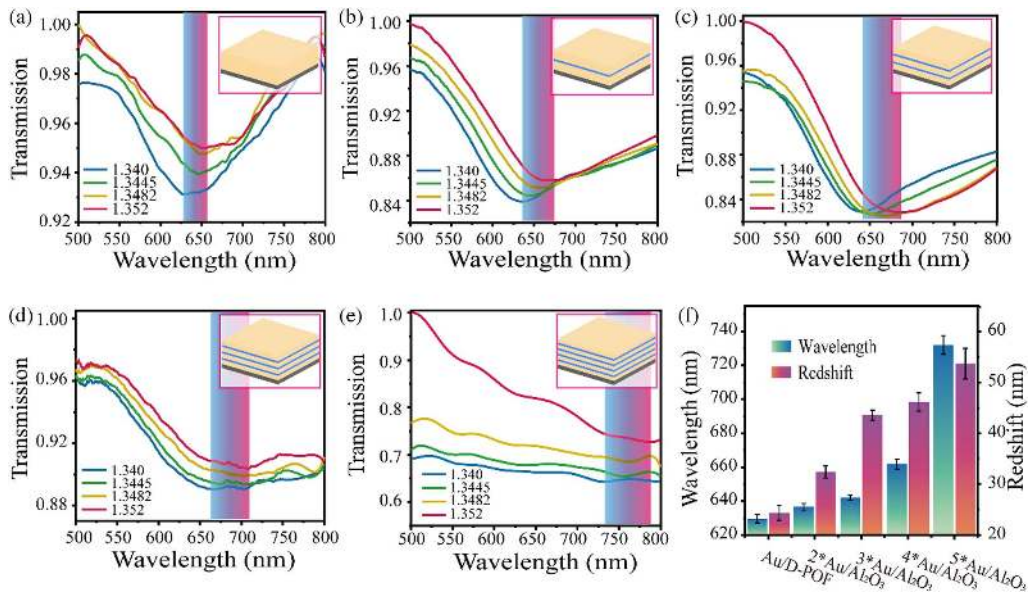 (a)
1.00
0.98
0.96
0.94
0.92
Transmission
1.340
1.3445
1.3482
1.352
500 550 600 650 700 750 800
Wavelength (nm)
(b)
1.00
0.96
0.92
0.88
0.84
Transmission
1.340
1.3445
1.3482
1.352
500 550 600 650 700 750 800
Wavelength (nm)
(c)
1.00
0.96
0.92
0.88
0.84
Transmission
1.340
1.3445
1.3482
1.352
500 550 600 650 700 750 800
Wavelength (nm)
(d)
1.00
0.96
0.92
0.88
Transmission
1.340
1.3445
1.3482
1.352
500 550 600 650 700 750 800
Wavelength (nm)
(e)
1.0
0.9
0.8
0.7
0.6
Transmission
1.340
1.3445
1.3482
1.352
500 550 600 650 700 750 800
Wavelength (nm)
(f)
740
720
700
680
660
640
620
Wavelength (nm)
Wavelength
Redshift
60
50
40
30
20
Redshift (nm)
Au/D-POF
2*Au/Al₂O₃
3*Au/Al₂O₃
4*Au/Al₂O₃
5*Au/Al₂O₃